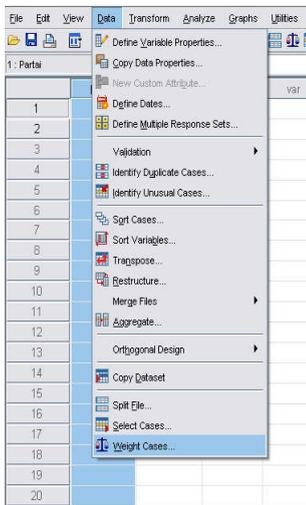 File Edit View Data Transform Analyze Graphs Utilities
1 : Partai
var
Define Variable Properties...
Copy Data Properties...
New Custom Attribute...
Define Dates...
Define Multiple Response Sets...
Validation
Identify Duplicate Cases...
Identify Unusual Cases...
Sort Cases...
Sort Variables...
Transpose...
Restructure...
Merge Files
Aggregate...
Orthogonal Design
Copy Dataset
Split File...
Select Cases...
Weight Cases...
1
2
3
4
5
6
7
8
9
10
11
12
13
14
15
16
17
18
19
20